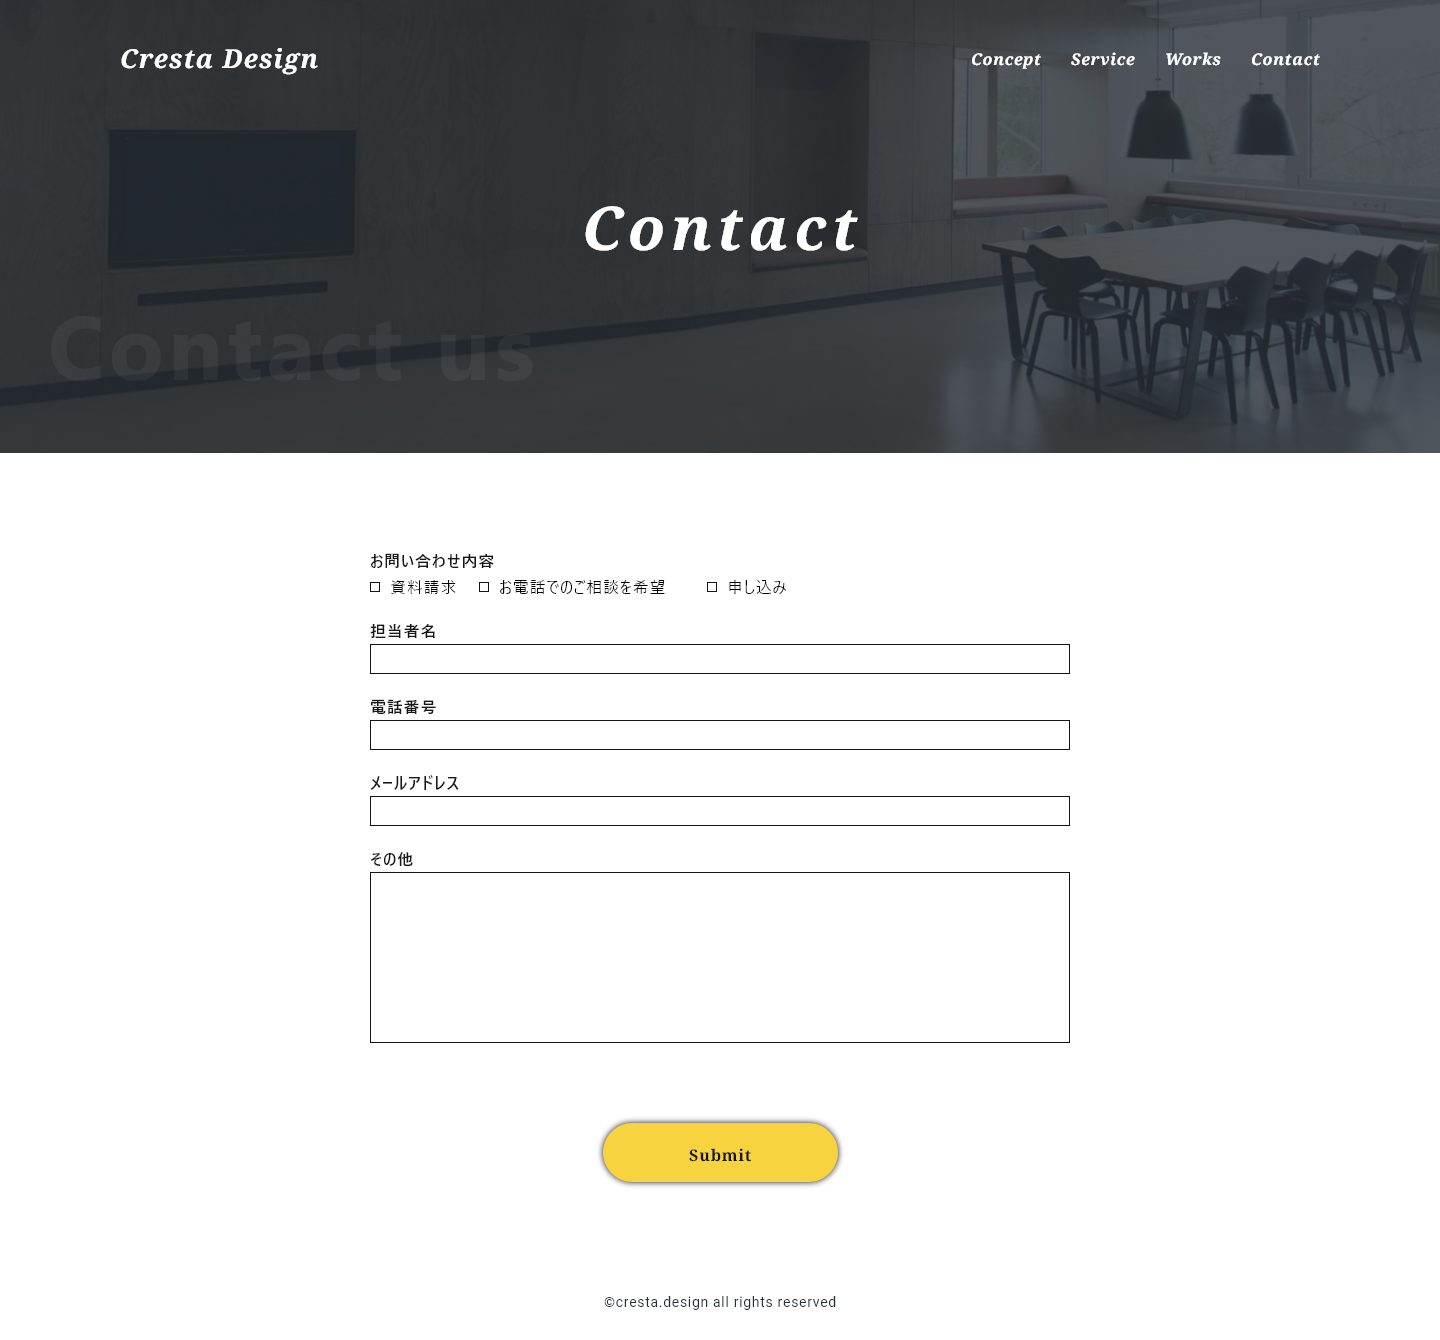 Cresta Design
Concept Service Works Contact
Contact
Contact us
お問い合わせ内容
資料請求 お電話でのご相談を希望 申し込み
担当者名
電話番号
メールアドレス
その他
Submit
©cresta.design all rights reserved